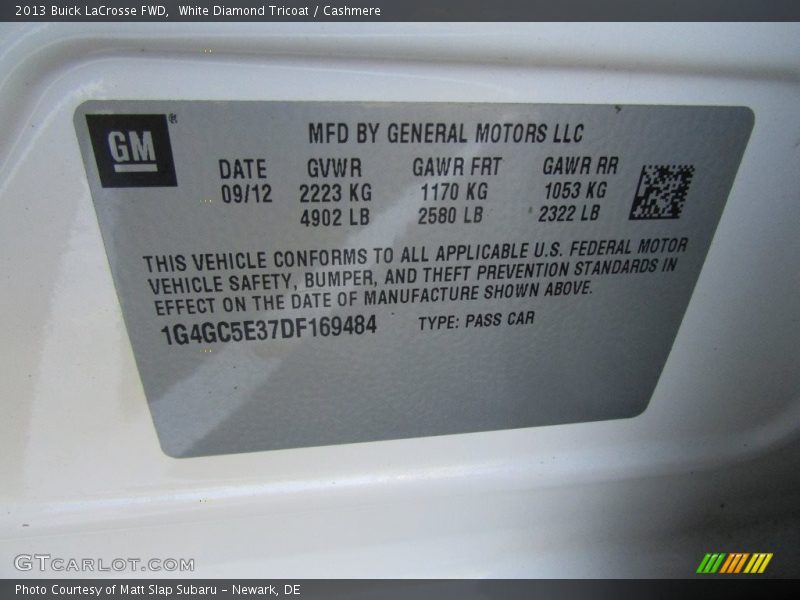 2013 Buick LaCrosse FWD,  White Diamond Tricoat / Cashmere
GM®
MFD BY GENERAL MOTORS LLC
DATE GVWR GAWR FRT GAWR RR
09/12 2223 KG 1170 KG 1053 KG
4902 LB 2580 LB 2322 LB
THIS VEHICLE CONFORMS TO ALL APPLICABLE U.S. FEDERAL MOTOR
VEHICLE SAFETY, BUMPER, AND THEFT PREVENTION STANDARDS IN
EFFECT ON THE DATE OF MANUFACTURE SHOWN ABOVE.
1G4GC5E37DF169484 TYPE: PASS CAR
GTCARLOT.COM
Photo Courtesy of Matt Slap Subaru - Newark, DE